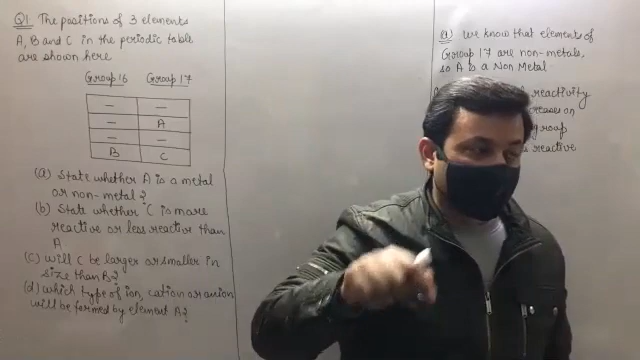 Q1. The positions of 3 elements
A, B and C in the periodic table
are shown here
Group 16 Group 17
– –
– A
– –
B C
(a) State whether A is a metal
or non-metal?
(b) State whether C is more
reactive or less reactive than
A
(c) Will C be larger or smaller in
size than B?
(d) Which type of ion, cation or anion
will be formed by element A?
(a) We know that elements of
Group 17 are non-metals,
so A is a Non Metal
reactivity
on
group
reactive